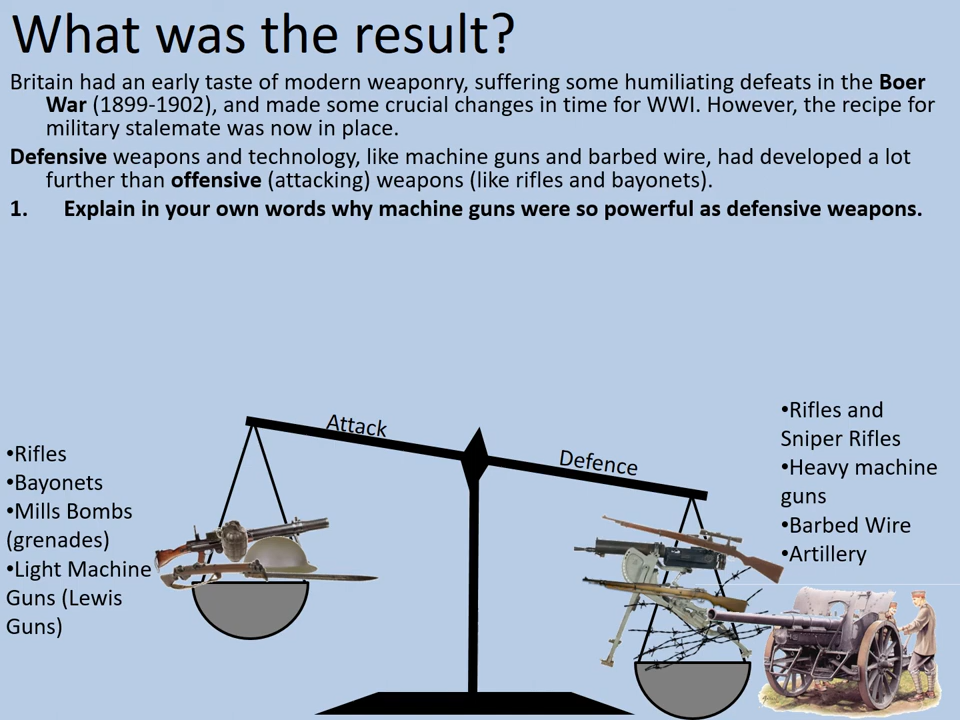 What was the result?
Britain had an early taste of modern weaponry, suffering some humiliating defeats in the Boer
War (1899-1902), and made some crucial changes in time for WWI. However, the recipe for
military stalemate was now in place.
Defensive weapons and technology, like machine guns and barbed wire, had developed a lot
further than offensive (attacking) weapons (like rifles and bayonets).
1. Explain in your own words why machine guns were so powerful as defensive weapons.
Attack
Defence
•Rifles
•Bayonets
•Mills Bombs
(grenades)
•Light Machine
Guns (Lewis
Guns)
•Rifles and
Sniper Rifles
•Heavy machine
guns
•Barbed Wire
•Artillery